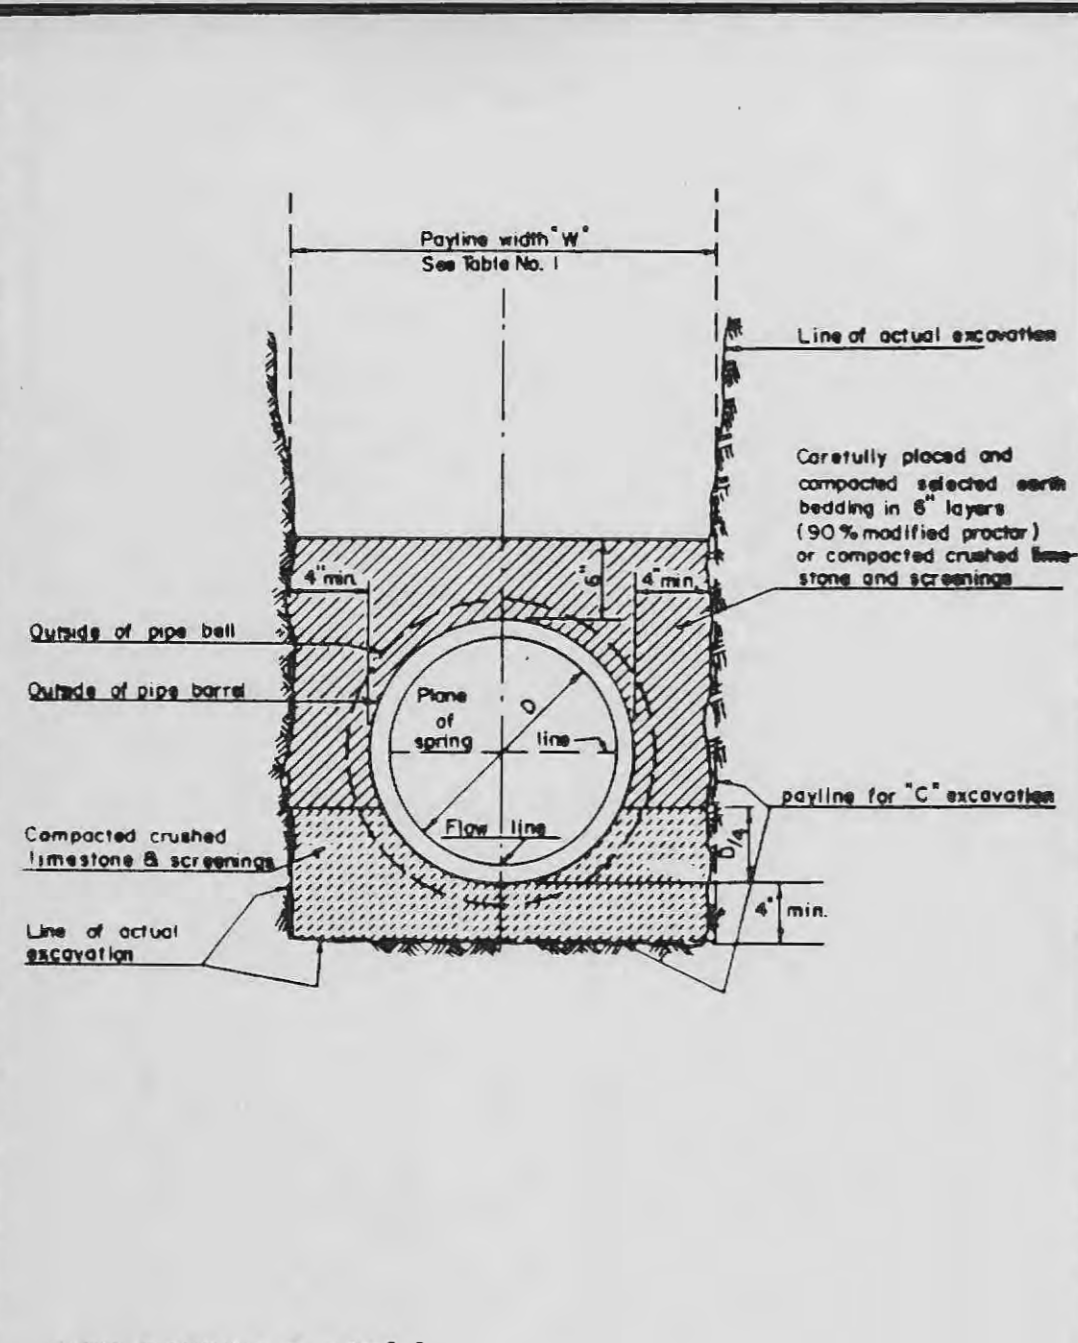 Payline width "W"
See Table No. 1
Line of actual excavation
Carefully placed and
compacted selected earth
bedding in 6" layers
(90% modified proctor)
or compacted crushed lime-
stone and screenings
4" min.
6"
4" min.
Outside of pipe bell
Outside of pipe barrel
Plane
of
spring line
D
Flow line
payline for "C" excavation
D/4
4" min.
Compacted crushed
limestone & screenings
Line of actual
excavation